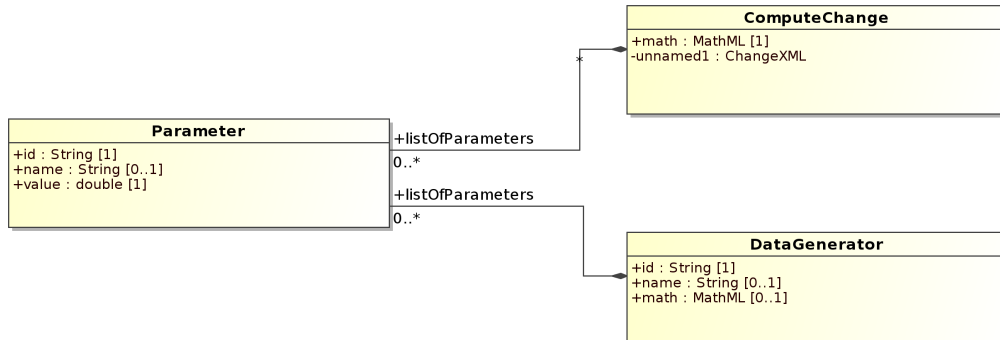 ComputeChange
+math : MathML [1]
-unnamed1 : ChangeXML
*
Parameter
+id : String [1]
+name : String [0..1]
+value : double [1]
+listOfParameters
0..*
+listOfParameters
0..*
DataGenerator
+id : String [1]
+name : String [0..1]
+math : MathML [0..1]